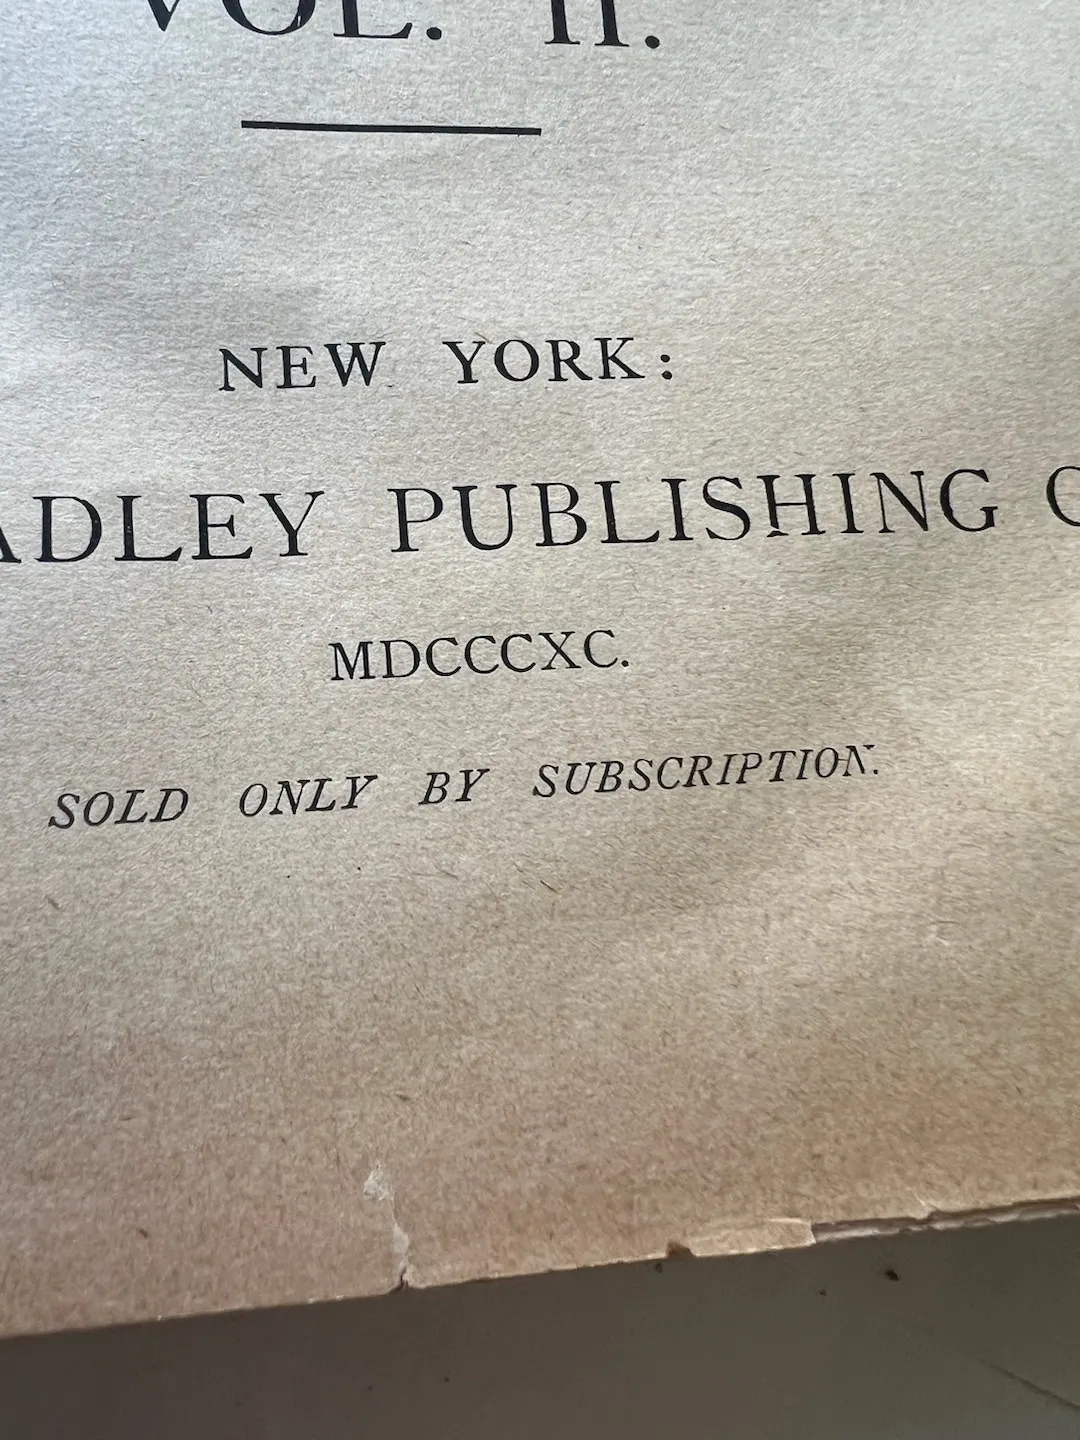 VOL. II.
NEW YORK:
ADLEY PUBLISHING C
MDCCCXC.
SOLD ONLY BY SUBSCRIPTION.